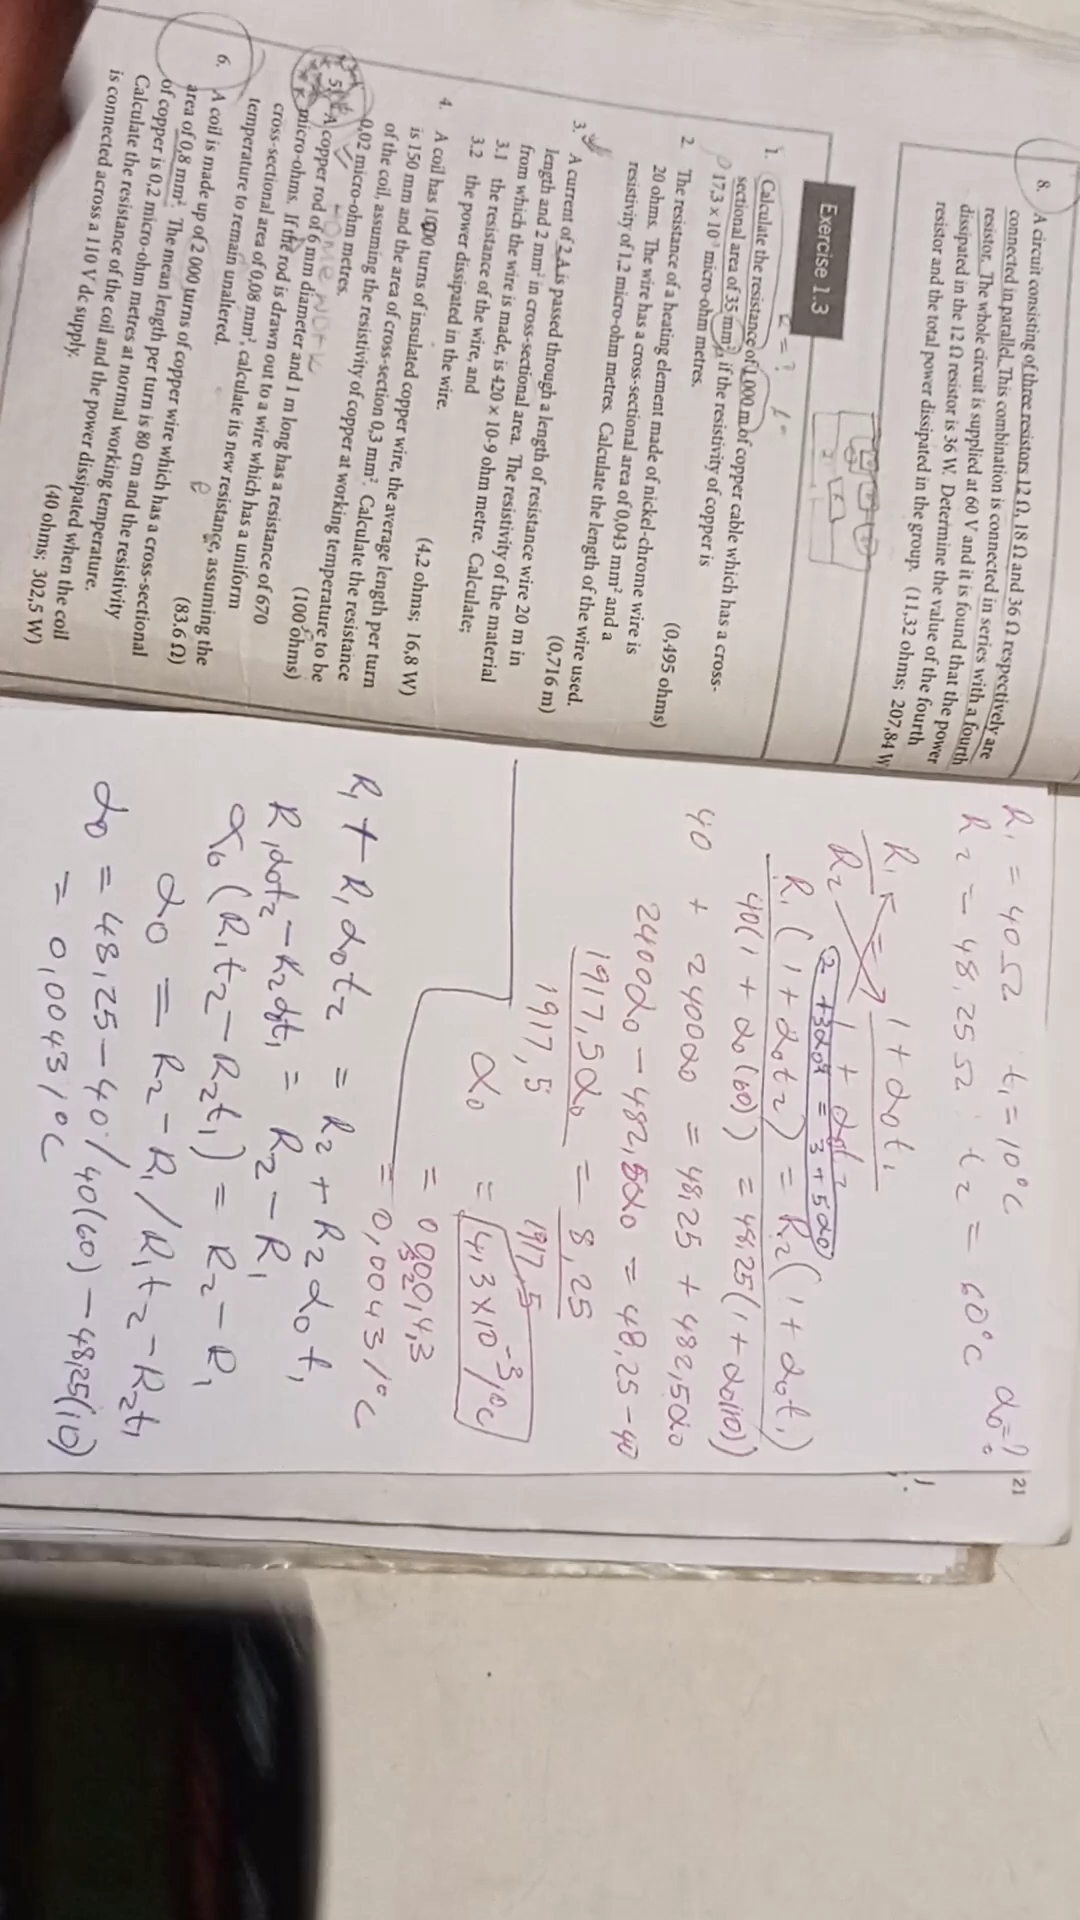 8. A circuit consisting of three resistors 12 Ω, 18 Ω and 36 Ω respectively are
connected in parallel. This combination is connected in series with a fourth
resistor. The whole circuit is supplied at 60 V and it is found that the power
dissipated in the 12 Ω resistor is 36 W. Determine the value of the fourth
resistor and the total power dissipated in the group. (11,32 ohms; 207,84 W
Exercise 1.3
R = ?
1. Calculate the resistance of 1 000 m of copper cable which has a cross-
sectional area of 35 mm², if the resistivity of copper is
17,3 x 10⁻³ micro-ohm metres.
(0,495 ohms)
2 The resistance of a heating element made of nickel-chrome wire is
20 ohms. The wire has a cross-sectional area of 0,043 mm² and a
resistivity of 1.2 micro-ohm metres. Calculate the length of the wire used.
(0,716 m)
3. A current of 2 A is passed through a length of resistance wire 20 m in
length and 2 mm² in cross-sectional area. The resistivity of the material
from which the wire is made, is 420 × 10-9 ohm metre. Calculate;
3.1 the resistance of the wire, and
3.2 the power dissipated in the wire.
(4.2 ohms; 16,8 W)
4. A coil has 1000 turns of insulated copper wire, the average length per turn
is 150 mm and the area of cross-section 0,3 mm². Calculate the resistance
of the coil, assuming the resistivity of copper at working temperature to be
0,02 micro-ohm metres.
(100 ohms)
HOME WORK
5. A copper rod of 6 mm diameter and 1 m long has a resistance of 670
micro-ohms. If the rod is drawn out to a wire which has a uniform
cross-sectional area of 0,08 mm², calculate its new resistance, assuming the
temperature to remain unaltered.
(83.6 Ω)
6. A coil is made up of 2 000 turns of copper wire which has a cross-sectional
area of 0,8 mm². The mean length per turn is 80 cm and the resistivity
of copper is 0,2 micro-ohm metres at normal working temperature.
Calculate the resistance of the coil and the power dissipated when the coil
is connected across a 110 V dc supply.
(40 ohms; 302,5 W)
21
R₁ = 40Ω t₁ = 10°C α₀=?
R₂ = 48,25Ω t₂ = 60°C
R₁ = 1 + α₀t₁
R₂ 1 + α₀t₂
2 + 3α₀ = 3 + 5α₀
R₁(1 + α₀t₂) = R₂(1 + α₀t₁)
40(1 + α₀(60)) = 48,25(1 + α₀(10))
40 + 2400α₀ = 48,25 + 482,5α₀
2400α₀ - 482,5α₀ = 48,25 - 40
1917,5α₀ = 8,25
1917,5 1917,5
α₀ = 4,3 x 10⁻³/°C
= 0,0043/°C
R₁ + R₁α₀t₂ = R₂ + R₂α₀t₁
R₁α₀t₂ - R₂α₀t₁ = R₂ - R₁
α₀(R₁t₂ - R₂t₁) = R₂ - R₁
α₀ = R₂ - R₁/R₁t₂ - R₂t₁
α₀ = 48,25 - 40/40(60) - 48,25(10)
= 0,0043/°C